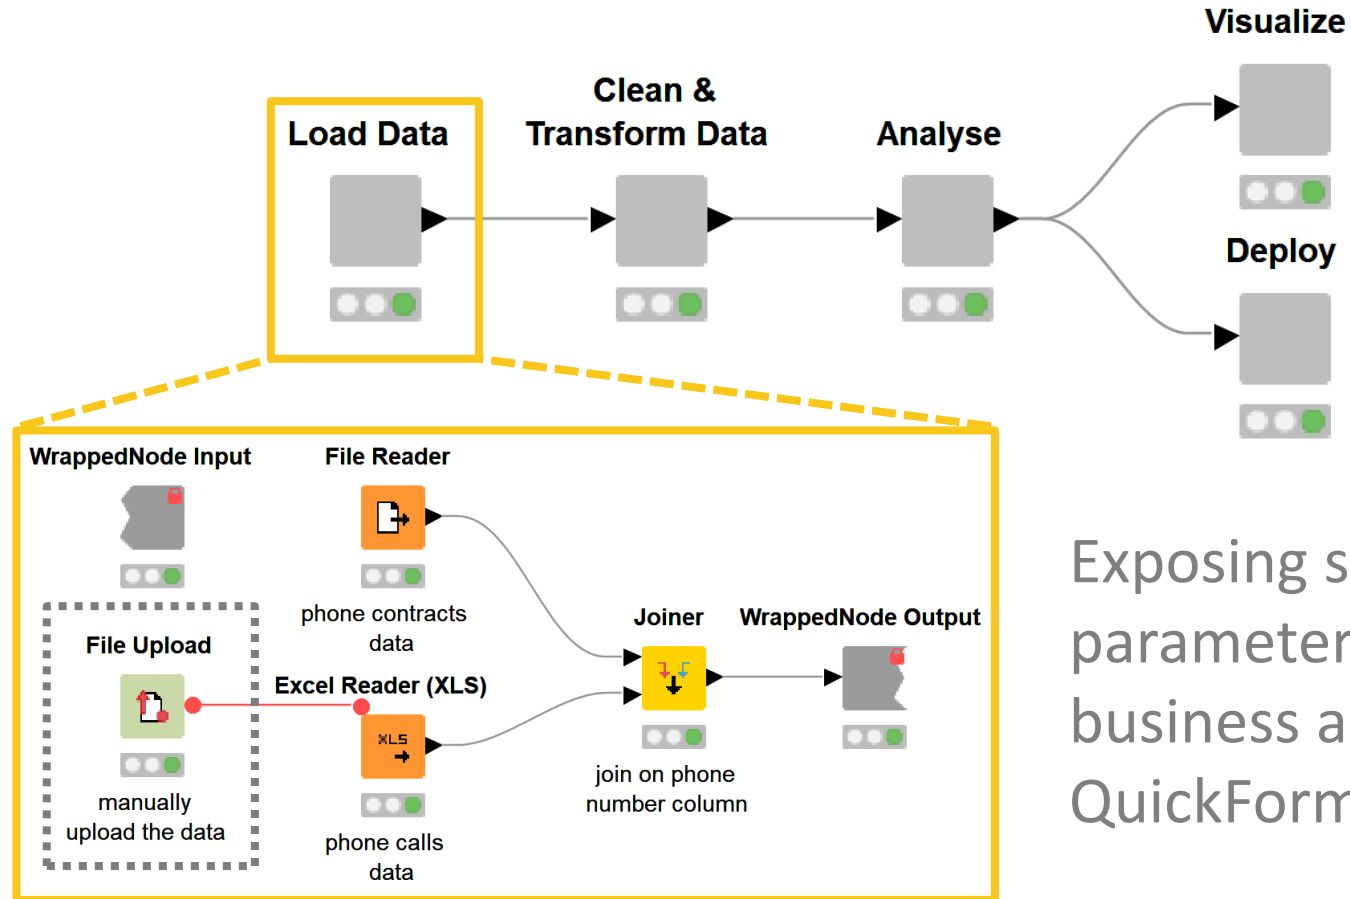 Visualize
Clean &
Load Data
Transform Data
Analyse
Deploy
WrappedNode Input
File Reader
phone contracts
data
File Upload
Joiner
WrappedNode Output
Excel Reader (XLS)
XLS
manually
upload the data
join on phone
number column
phone calls
data
Exposing s
parameter
business a
QuickForm